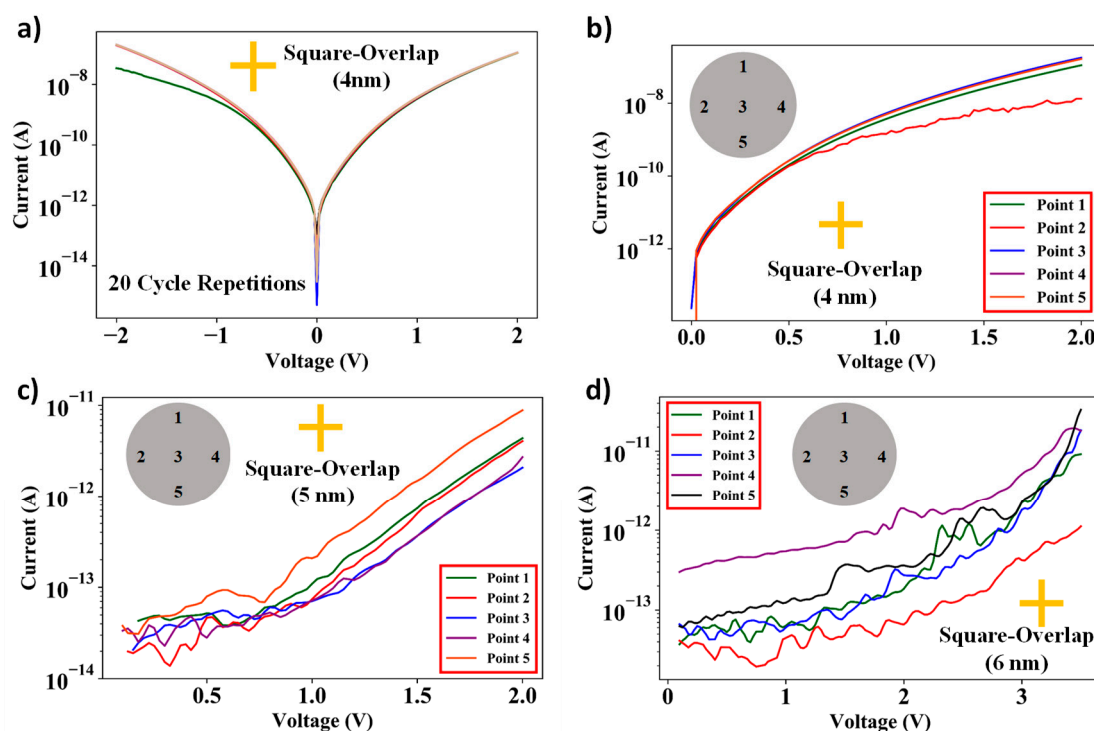 a)
Square-Overlap
(4nm)
20 Cycle Repetitions
Current (A)
10⁻⁸
10⁻¹⁰
10⁻¹²
10⁻¹⁴
−2 −1 0 1 2
Voltage (V)
b)
1
2 3 4
5
Square-Overlap
(4 nm)
Point 1
Point 2
Point 3
Point 4
Point 5
Current (A)
10⁻⁸
10⁻¹⁰
10⁻¹²
0.0 0.5 1.0 1.5 2.0
Voltage (V)
c)
1
2 3 4
5
Square-Overlap
(5 nm)
Point 1
Point 2
Point 3
Point 4
Point 5
Current (A)
10⁻¹¹
10⁻¹²
10⁻¹³
10⁻¹⁴
0.5 1.0 1.5 2.0
Voltage (V)
d)
Point 1
Point 2
Point 3
Point 4
Point 5
1
2 3 4
5
Square-Overlap
(6 nm)
Current (A)
10⁻¹¹
10⁻¹²
10⁻¹³
0 1 2 3
Voltage (V)